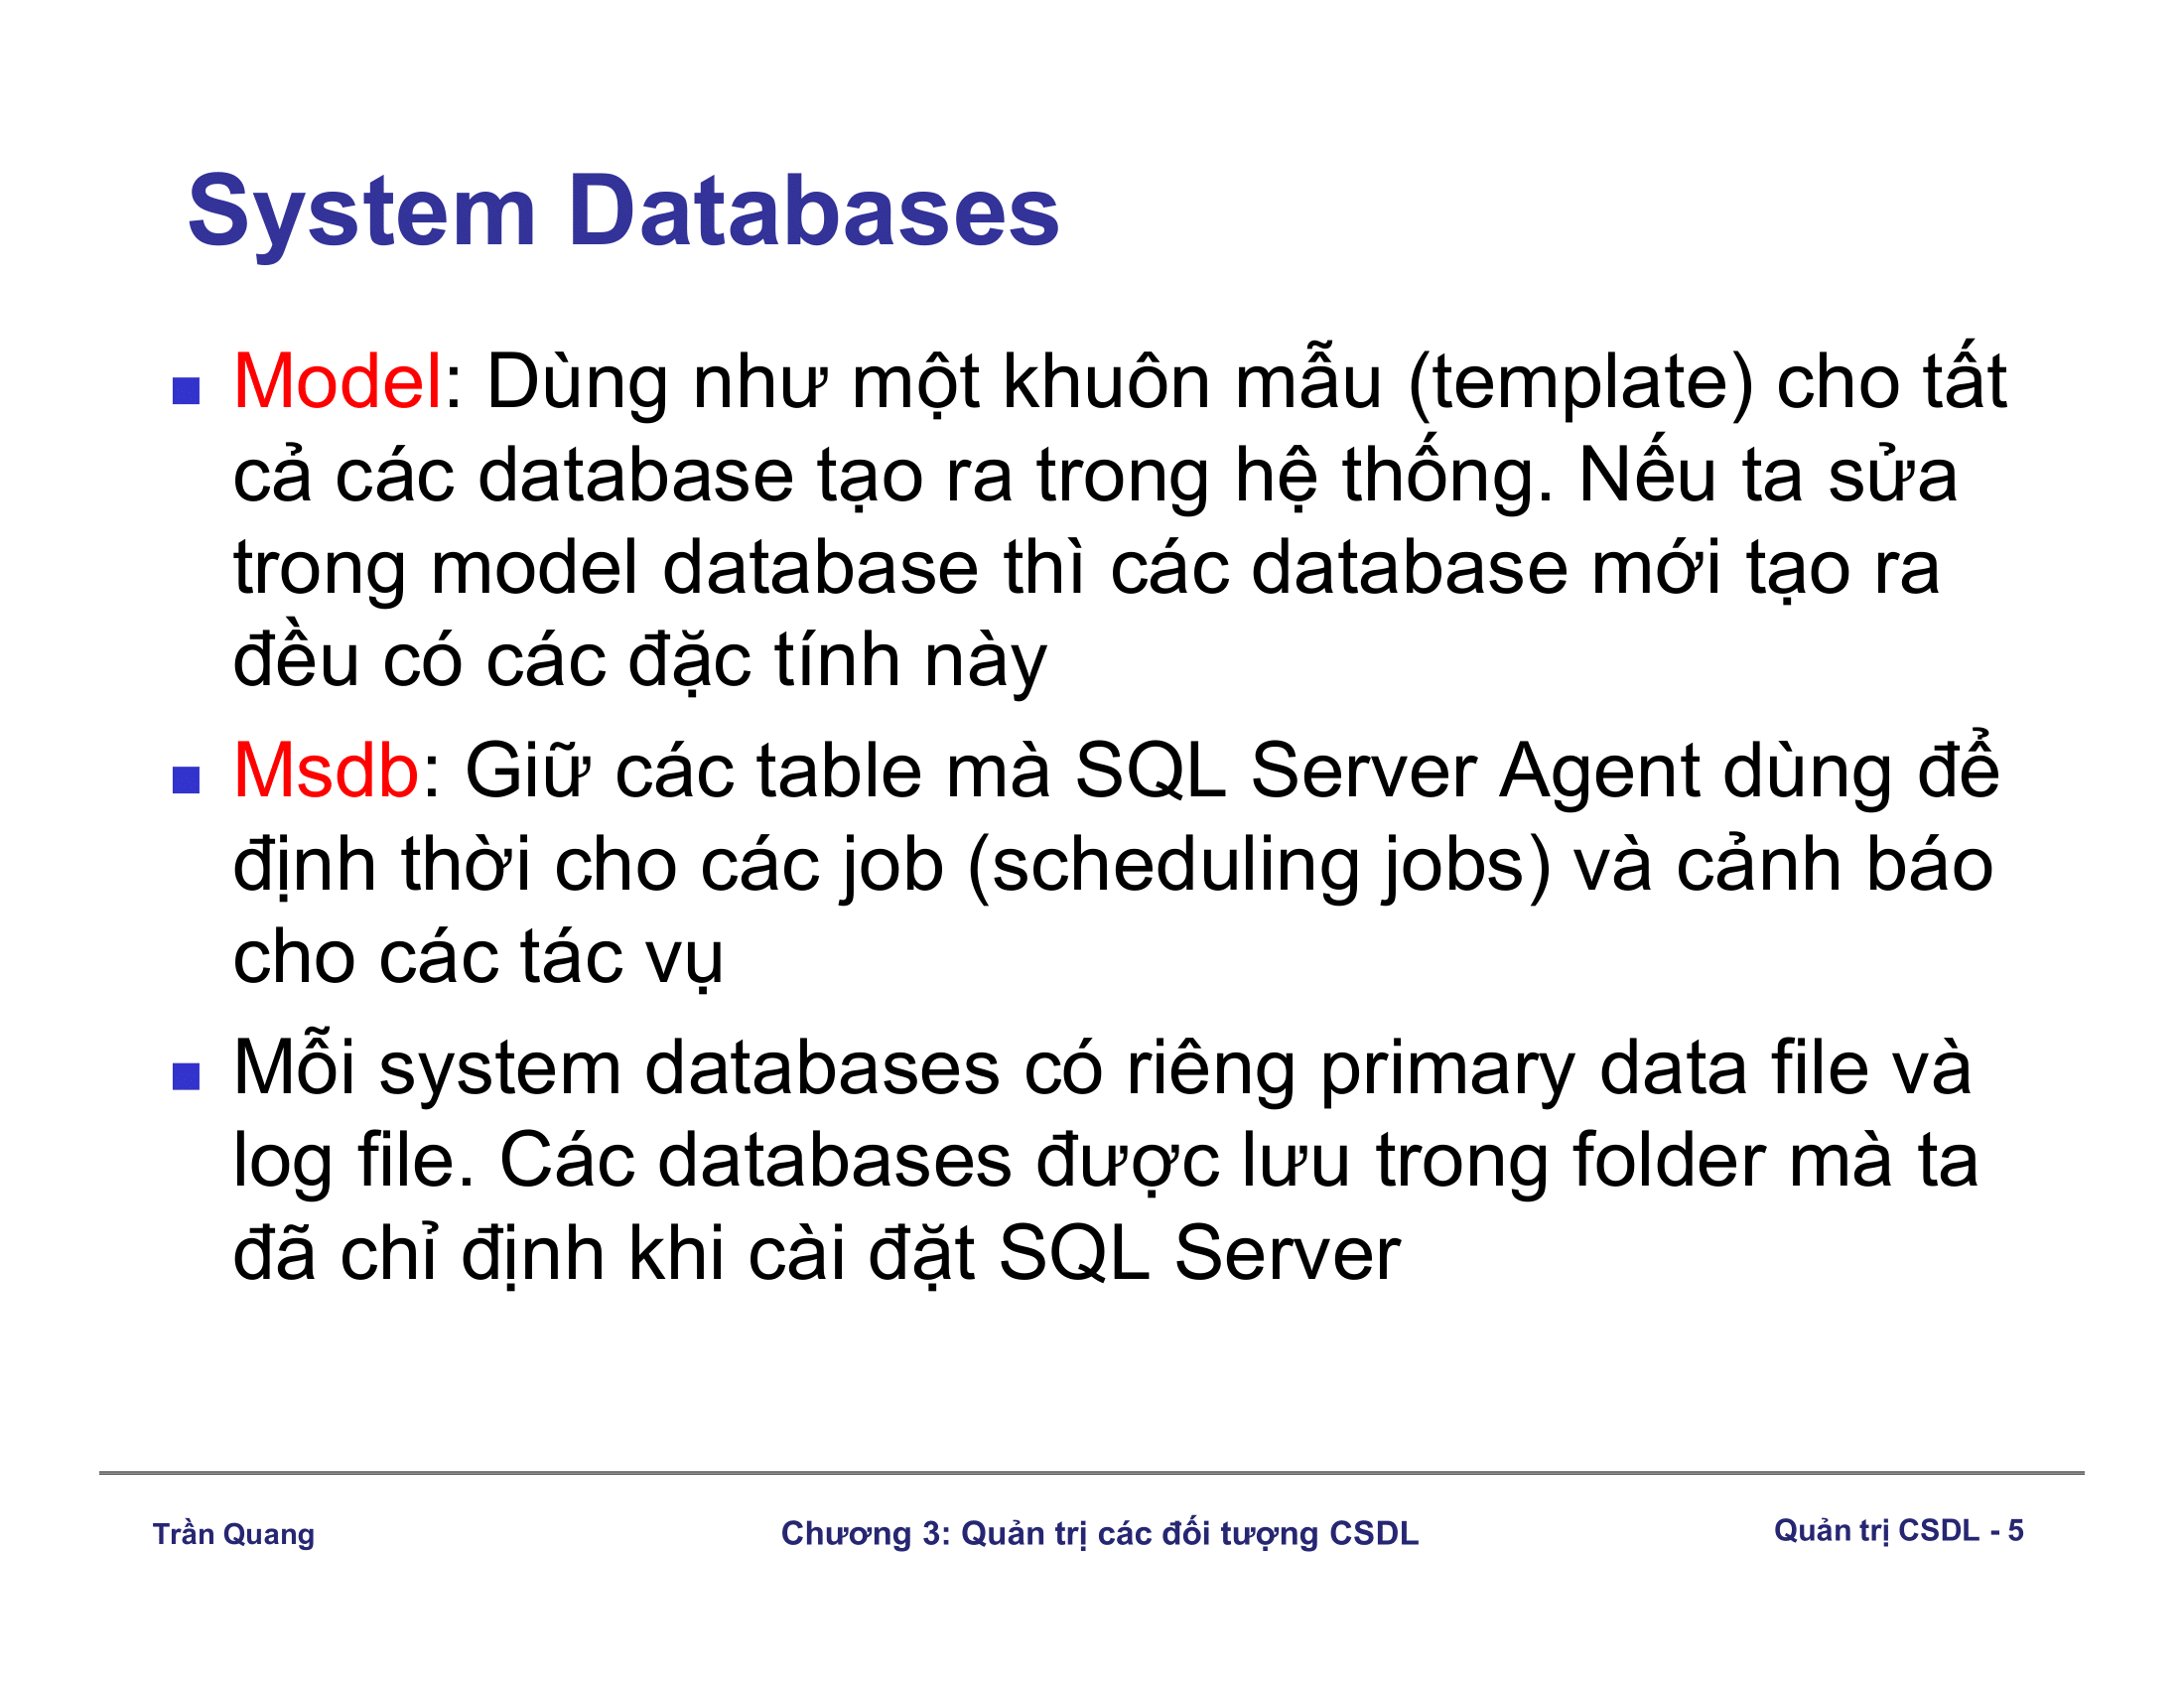 System Databases
Model: Dùng như một khuôn mẫu (template) cho tất
cả các database tạo ra trong hệ thống. Nếu ta sửa
trong model database thì các database mới tạo ra
đều có các đặc tính này
Msdb: Giữ các table mà SQL Server Agent dùng để
định thời cho các job (scheduling jobs) và cảnh báo
cho các tác vụ
Mỗi system databases có riêng primary data file và
log file. Các databases được lưu trong folder mà ta
đã chỉ định khi cài đặt SQL Server
Trần Quang
Chương 3: Quản trị các đối tượng CSDL
Quản trị CSDL - 5